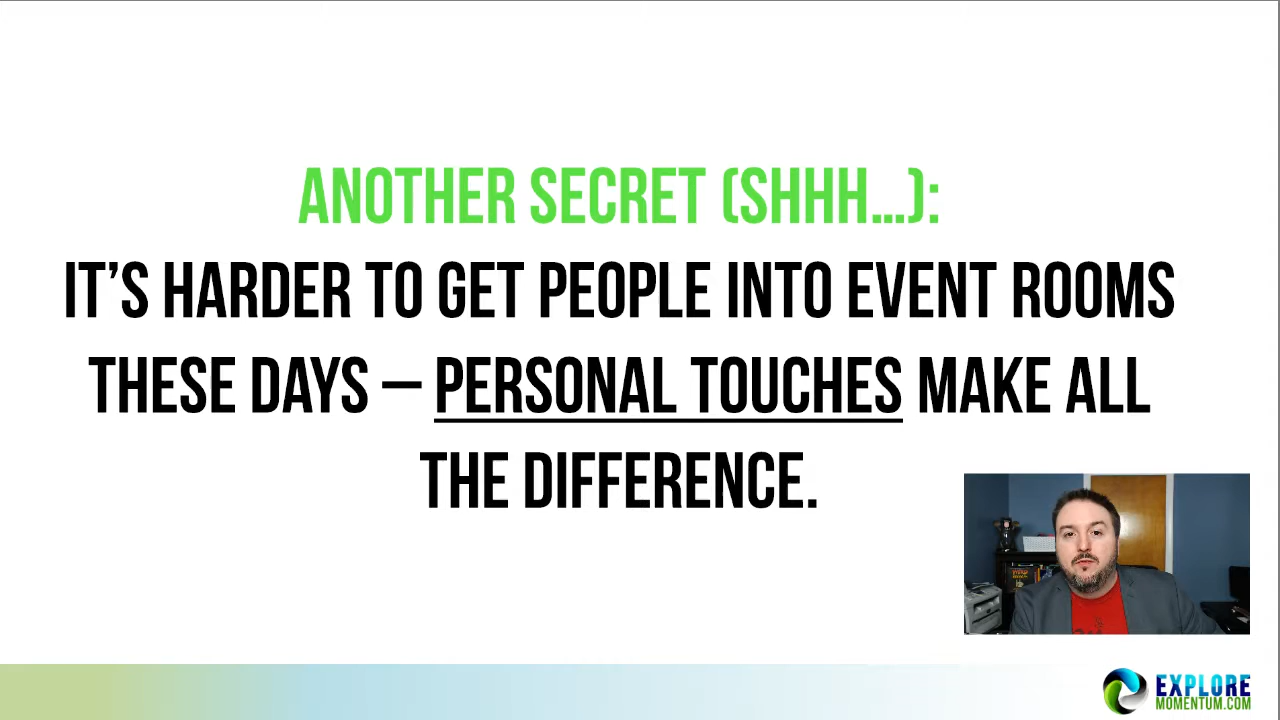 ANOTHER SECRET (SHHH...):
IT'S HARDER TO GET PEOPLE INTO EVENT ROOMS
THESE DAYS – PERSONAL TOUCHES MAKE ALL
THE DIFFERENCE.
EXPLORE
MOMENTUM.COM